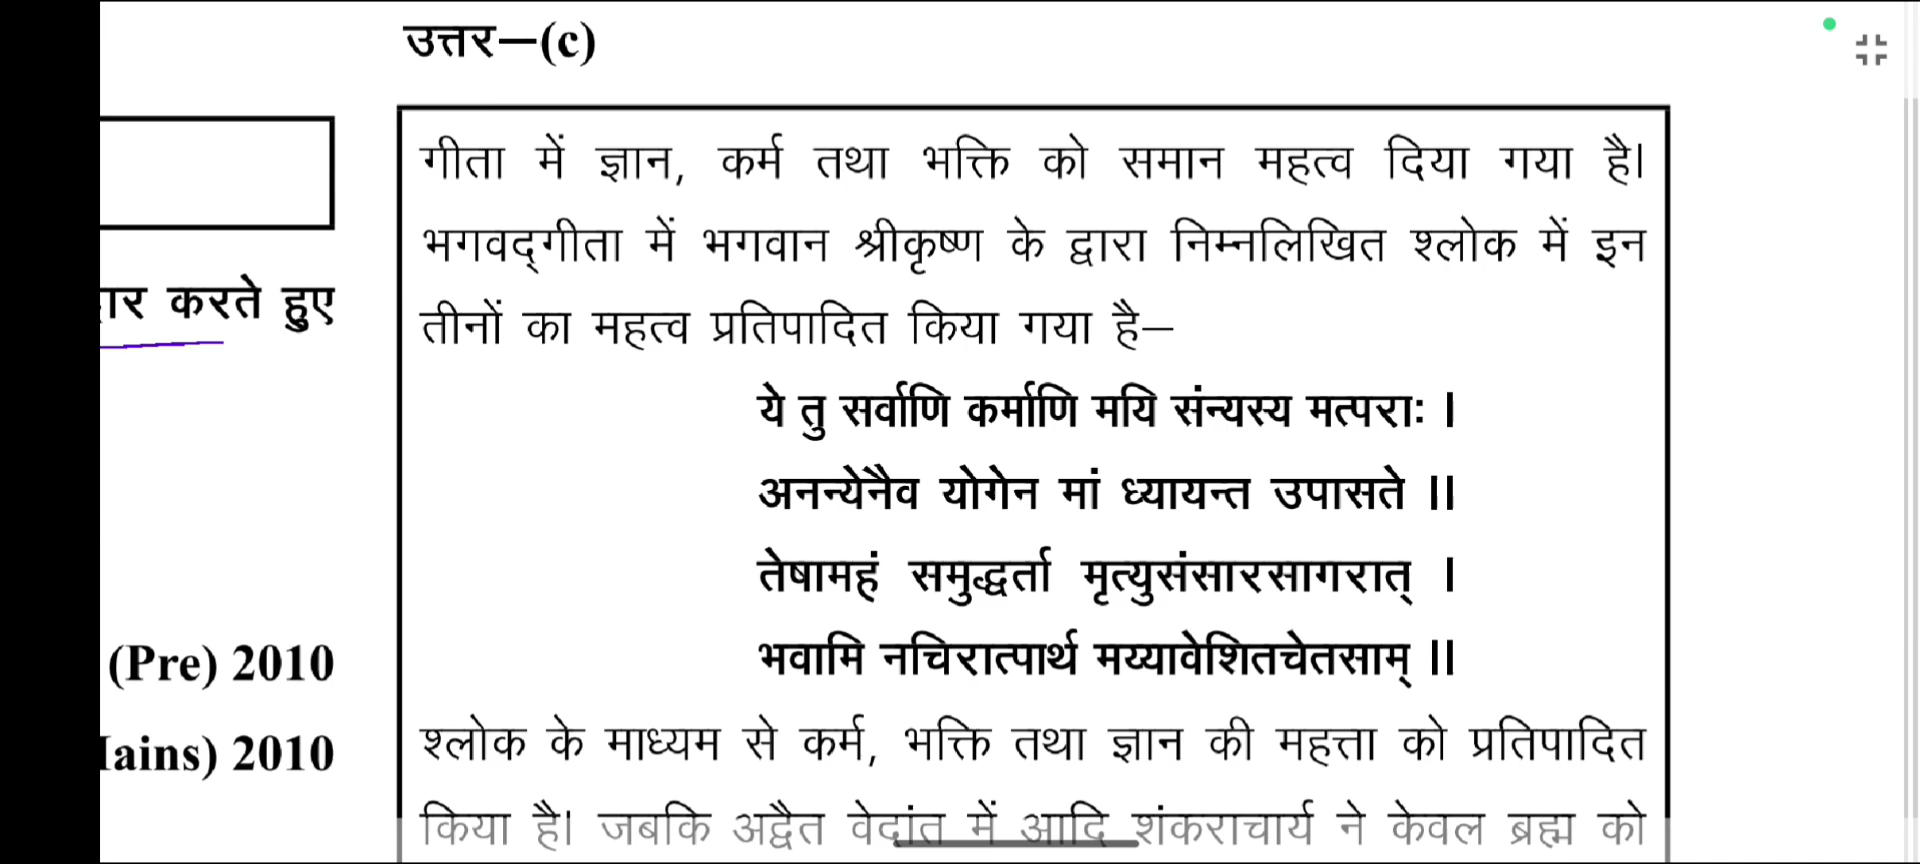 उत्तर–(c)
गीता में ज्ञान, कर्म तथा भक्ति को समान महत्व दिया गया है।
भगवद्गीता में भगवान श्रीकृष्ण के द्वारा निम्नलिखित श्लोक में इन
तीनों का महत्व प्रतिपादित किया गया है–
ये तु सर्वाणि कर्माणि मयि संन्यस्य मत्पराः ।
अनन्येनैव योगेन मां ध्यायन्त उपासते ॥
तेषामहं समुद्धर्ता मृत्युसंसारसागरात् ।
भवामि नचिरात्पार्थ मय्यावेशितचेतसाम् ॥
श्लोक के माध्यम से कर्म, भक्ति तथा ज्ञान की महत्ता को प्रतिपादित
किया है। जबकि अद्वैत वेदांत में आदि शंकराचार्य ने केवल ब्रह्म को
करते हुए
(Pre) 2010
2010